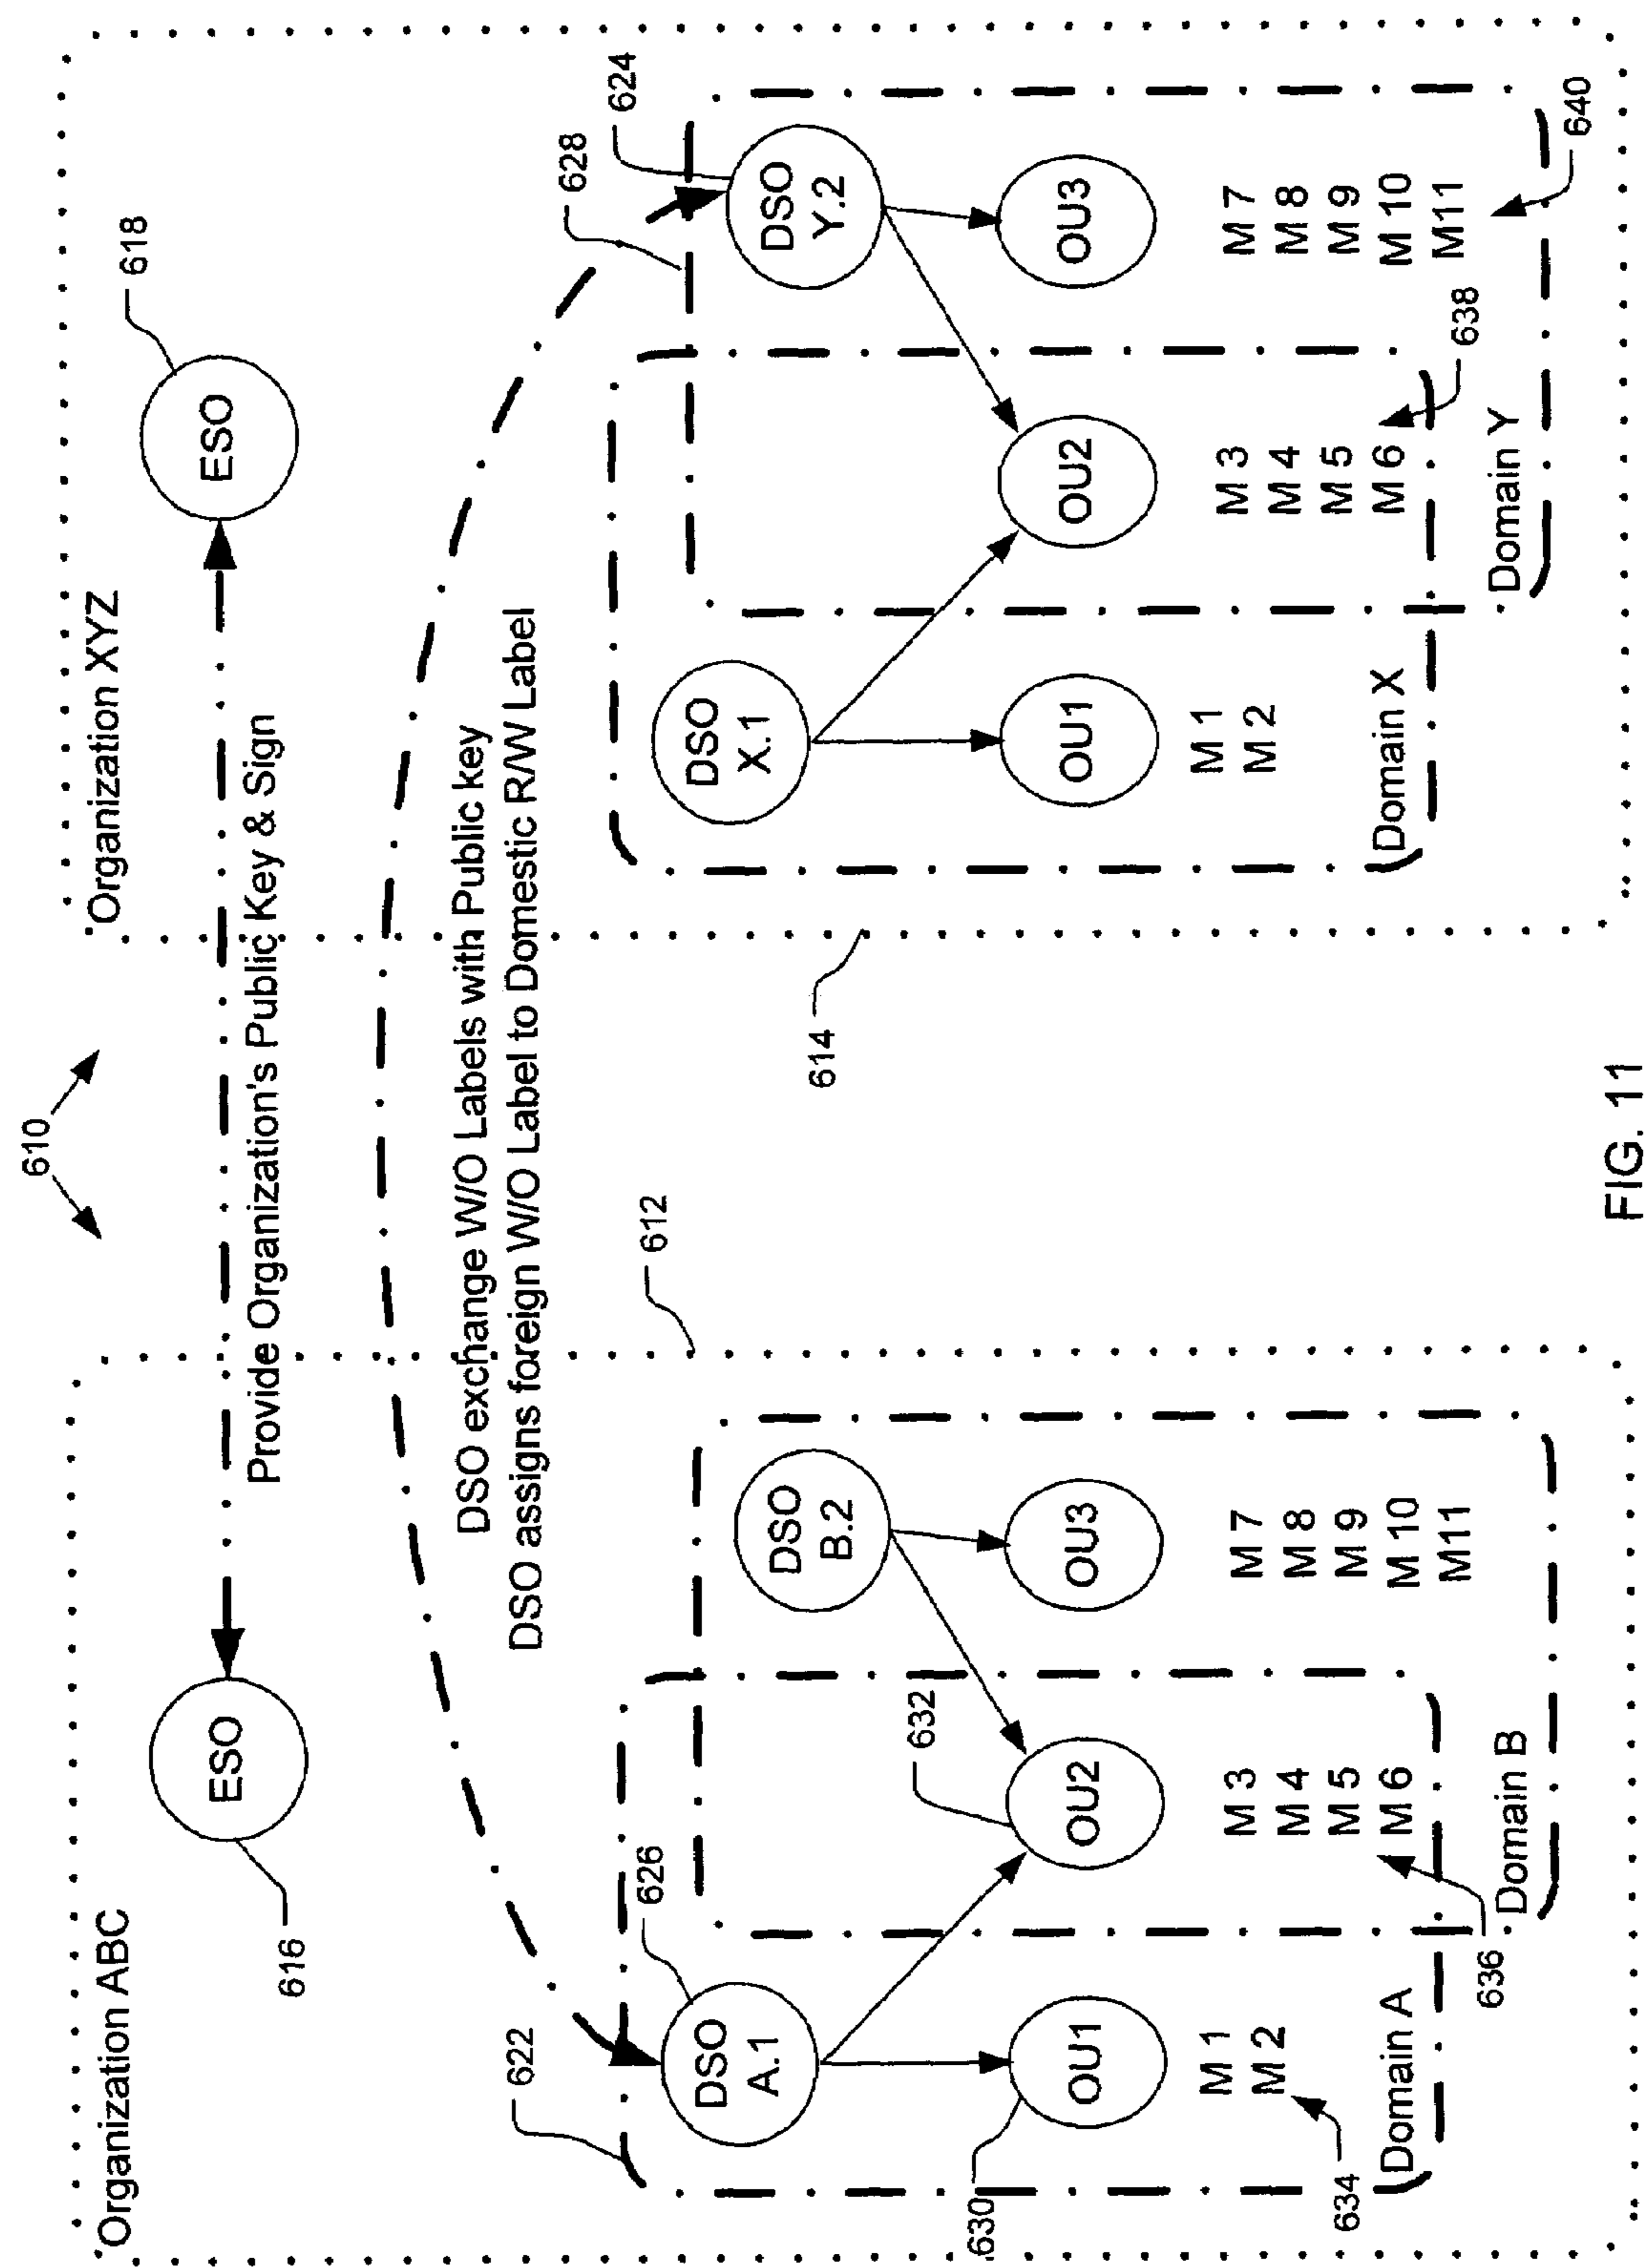 610
Organization ABC
Organization XYZ
ESO
616
ESO
618
Provide Organization's Public Key & Sign
DSO exchange W/O Labels with Public key
DSO assigns foreign W/O Label to Domestic R/W Label
612
614
622
626
DSO
A.1
DSO
B.2
630
OU1
632
OU2
OU3
M 1
M 2
634
M 3
M 4
M 5
M 6
636
M 7
M 8
M 9
M 10
M11
Domain A
Domain B
628
624
DSO
X.1
DSO
Y.2
OU1
OU2
OU3
M 1
M 2
M 3
M 4
M 5
M 6
638
M 7
M 8
M 9
M 10
M11
640
Domain X
Domain Y
FIG. 11